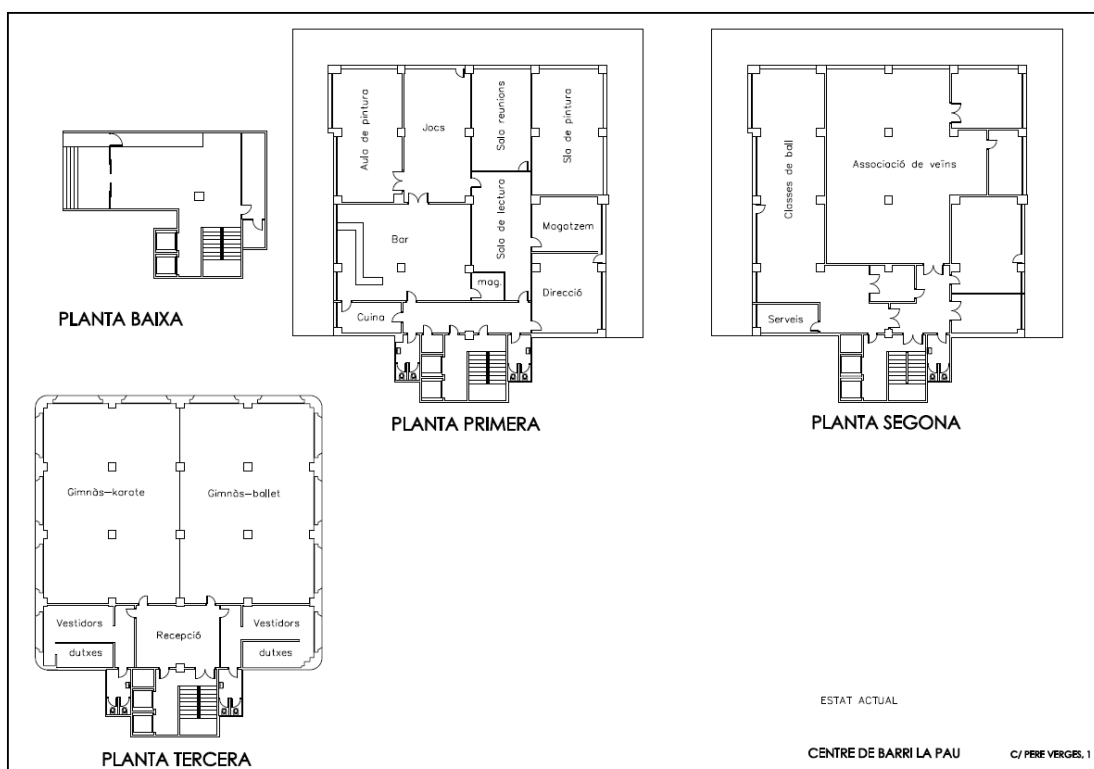 Aula de pintura
Jocs
Sala reunions
Sla de pintura
Bar
Sala de lectura
Magatzem
mag.
Direcció
Cuina
PLANTA PRIMERA
PLANTA BAIXA
Classes de ball
Associació de veïns
Serveis
PLANTA SEGONA
Gimnàs-karate
Gimnàs-ballet
Vestidors
dutxes
Recepció
Vestidors
dutxes
PLANTA TERCERA
ESTAT ACTUAL
CENTRE DE BARRI LA PAU
C/ PERE VERGES, 1